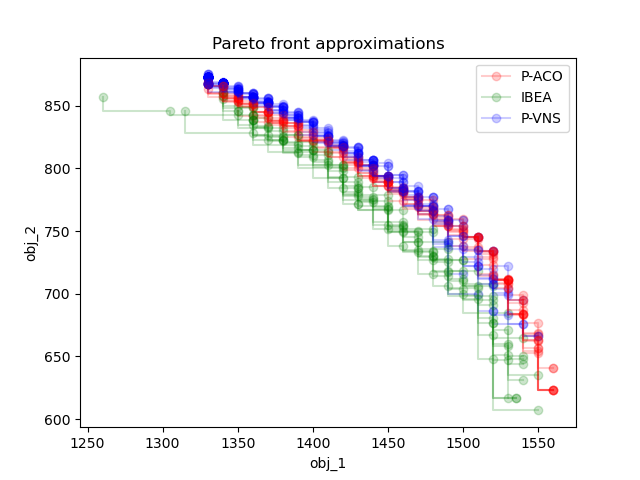 Pareto front approximations
P-ACO
IBEA
P-VNS
obj_2
850
800
750
700
650
600
1250 1300 1350 1400 1450 1500 1550
obj_1